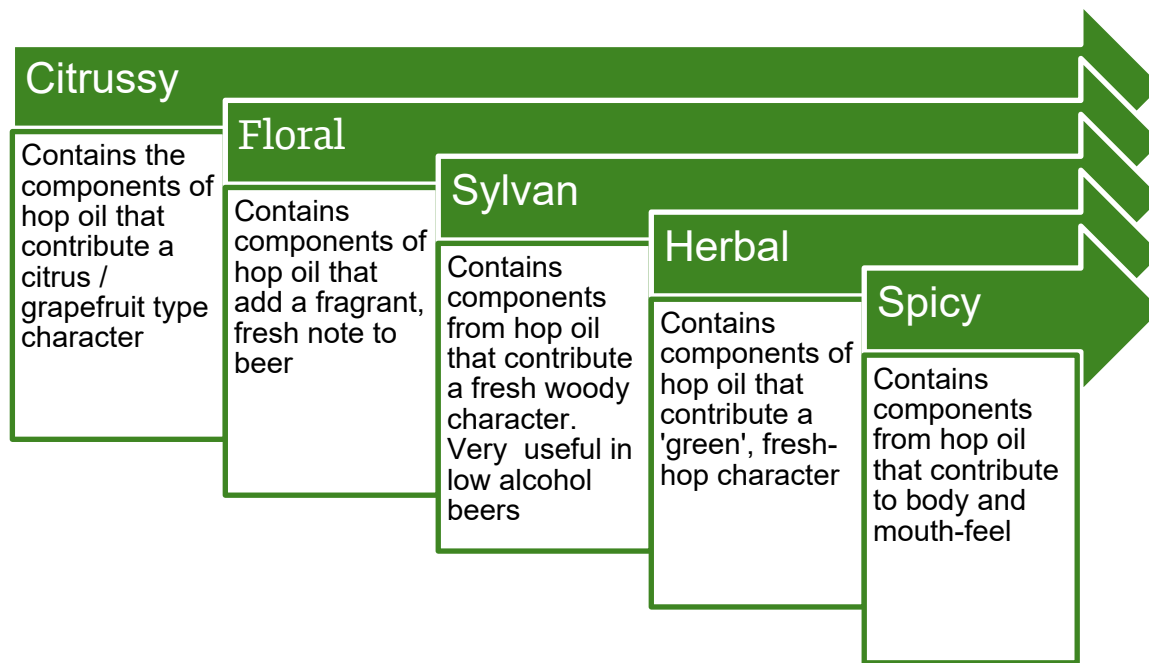 Citrussy
Contains the
components of
hop oil that
contribute a
citrus /
grapefruit type
character
Floral
Contains
components of
hop oil that
add a fragrant,
fresh note to
beer
Sylvan
Contains
components
from hop oil
that contribute
a fresh woody
character.
Very  useful in
low alcohol
beers
Herbal
Contains
components of
hop oil that
contribute a
'green', fresh-
hop character
Spicy
Contains
components
from hop oil
that contribute
to body and
mouth-feel